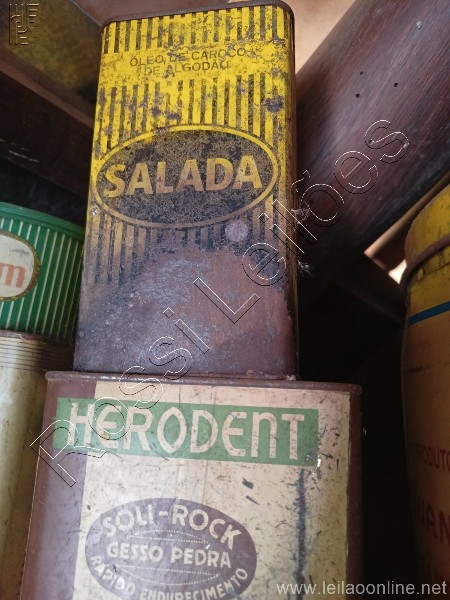 ÓLEO DE CAROÇO
DE ALGODÃO
SALADA
HERODENT
SOLI-ROCK
GESSO PEDRA
RÁPIDO ENDURECIMENTO
m
Rossi Leilões
www.leilaoonline.net